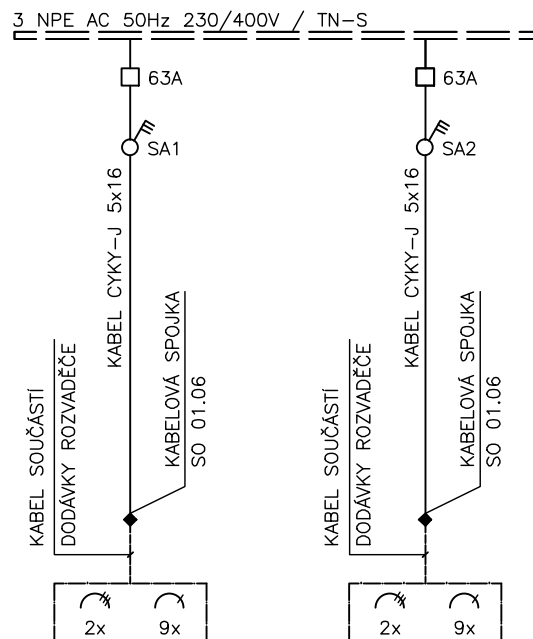 3 NPE AC 50Hz 230/400V / TN-S
63A
SA1
KABEL CYKY-J 5x16
KABEL SOUČÁSTÍ
DODÁVKY ROZVADĚČE
KABELOVÁ SPOJKA
SO 01.06
2x
9x
63A
SA2
KABEL CYKY-J 5x16
KABEL SOUČÁSTÍ
DODÁVKY ROZVADĚČE
KABELOVÁ SPOJKA
SO 01.06
2x
9x